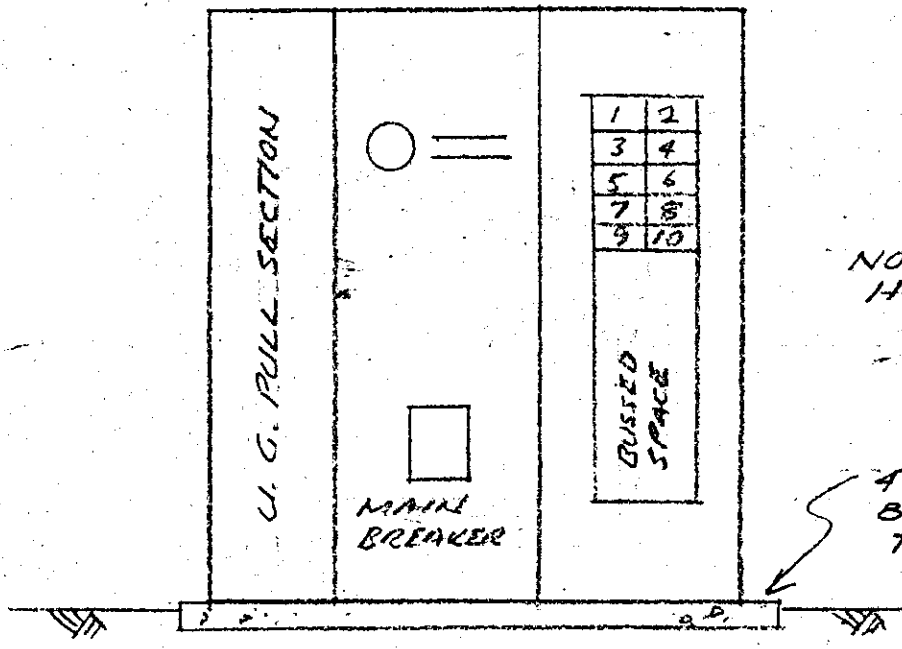 U. G. PULL SECTION
MAIN
BREAKER
1 2
3 4
5 6
7 8
9 10
BUSSED
SPACE